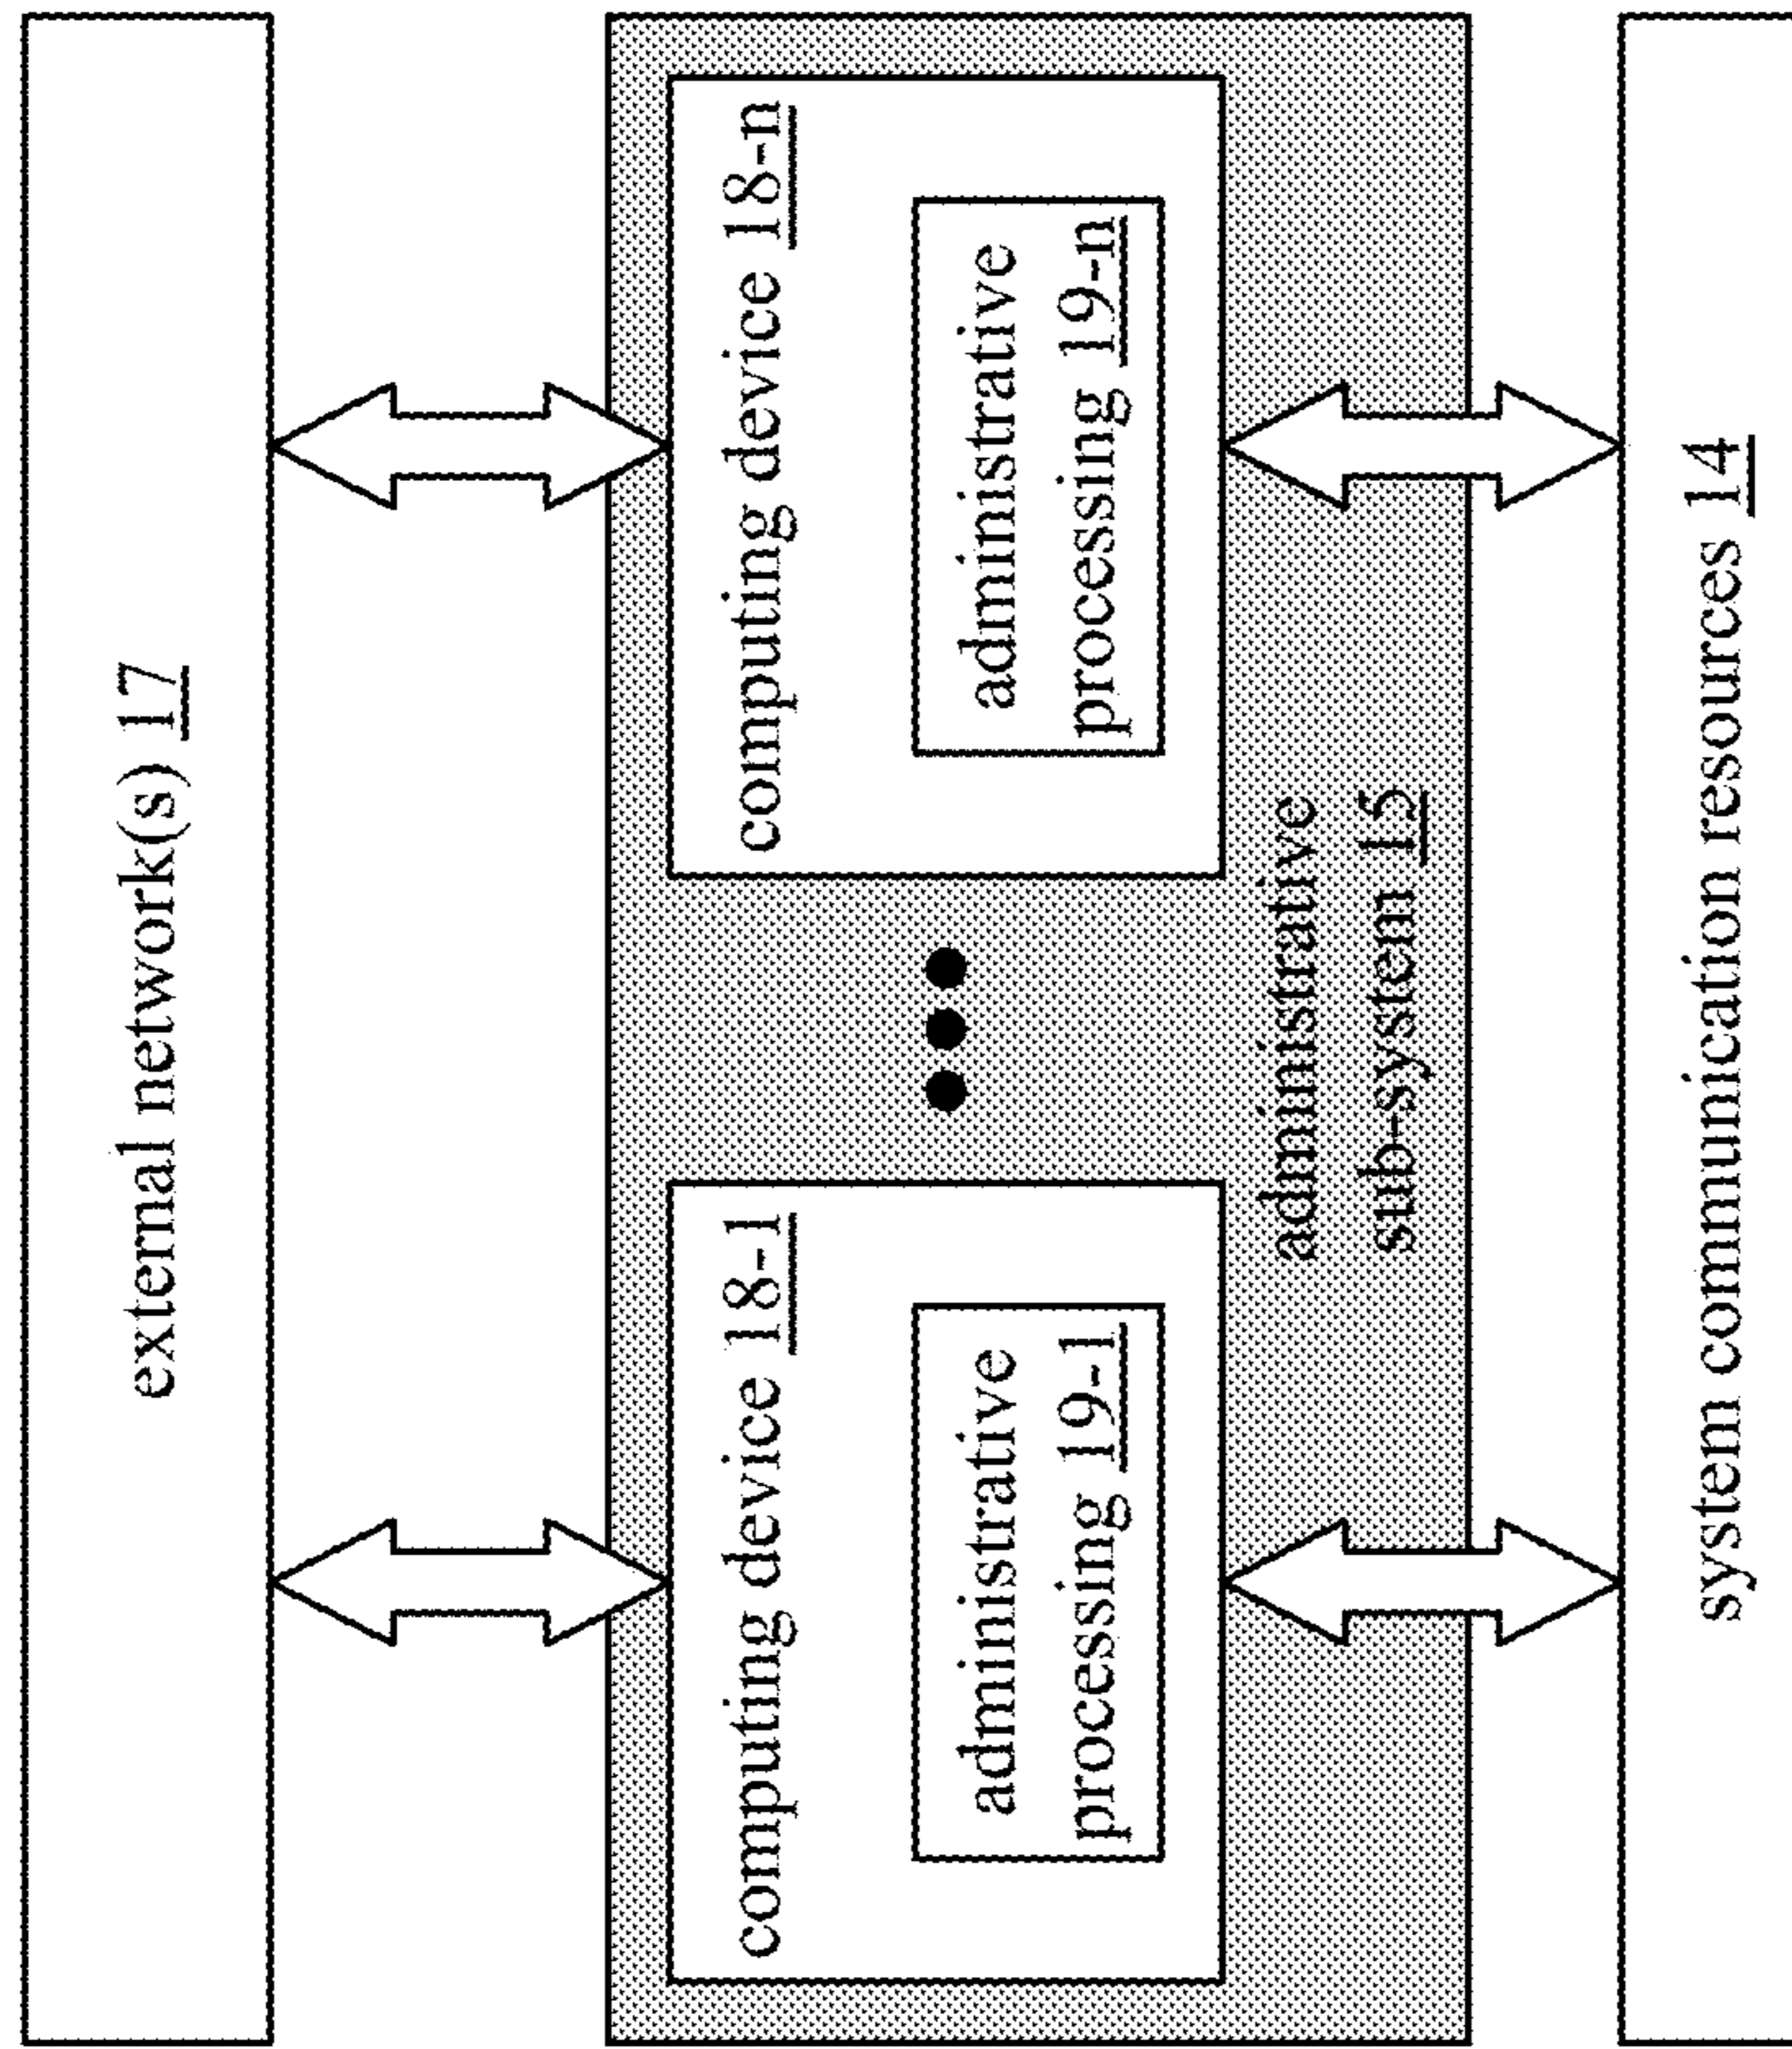 external network(s) 17
computing device 18-1
administrative
processing 19-1
computing device 18-n
administrative
processing 19-n
administrative
sub-system 15
system communication resources 14